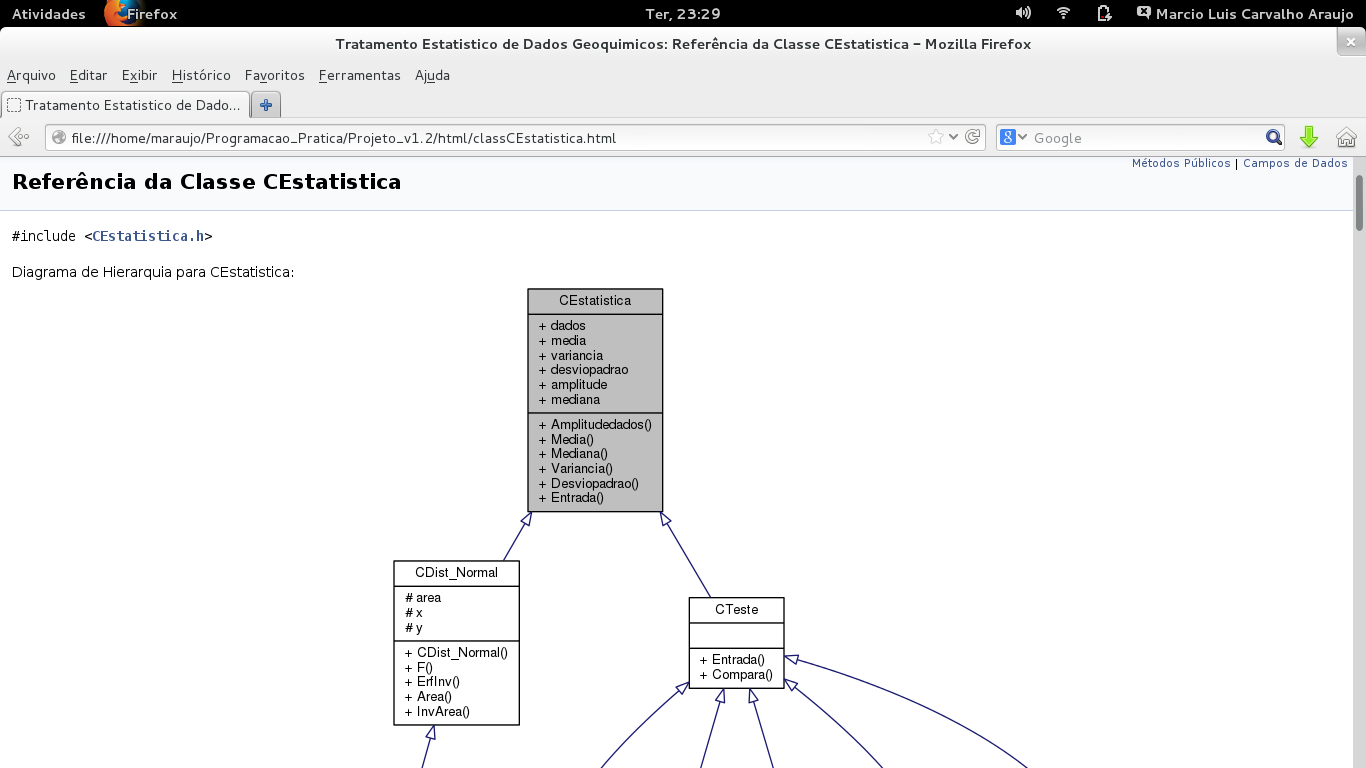 Atividades Firefox Ter, 23:29 Marcio Luis Carvalho Araujo
Tratamento Estatistico de Dados Geoquimicos: Referência da Classe CEstatistica - Mozilla Firefox
Arquivo Editar Exibir Histórico Favoritos Ferramentas Ajuda
Tratamento Estatistico de Dado...
file:///home/maraujo/Programacao_Pratica/Projeto_v1.2/html/classCEstatistica.html Google
Métodos Públicos | Campos de Dados
Referência da Classe CEstatistica
#include <CEstatistica.h>
Diagrama de Hierarquia para CEstatistica:
CEstatistica
+ dados
+ media
+ variancia
+ desviopadrao
+ amplitude
+ mediana
+ Amplitudedados()
+ Media()
+ Mediana()
+ Variancia()
+ Desviopadrao()
+ Entrada()
CDist_Normal
# area
# x
# y
+ CDist_Normal()
+ F()
+ ErfInv()
+ Area()
+ InvArea()
CTeste
+ Entrada()
+ Compara()